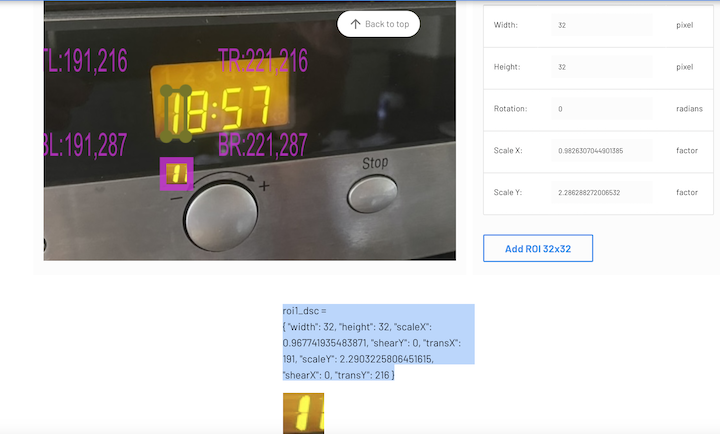 Back to top
TL:191,216
TR:221,216
18:57
BL:191,287
BR:221,287
1
Stop
− +
Width: 32 pixel
Height: 32 pixel
Rotation: 0 radians
Scale X: 0.9826307044901385 factor
Scale Y: 2.286288272006532 factor
Add ROI 32x32
roi1_dsc =
{ "width": 32, "height": 32, "scaleX":
0.967741935483871, "shearY": 0, "transX":
191, "scaleY": 2.2903225806451615,
"shearX": 0, "transY": 216 }
1